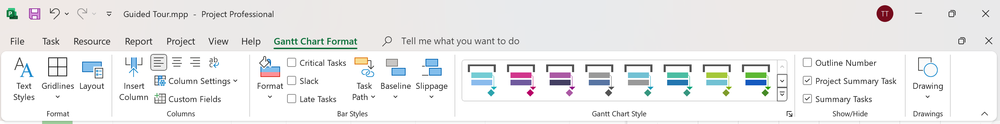 Guided Tour.mpp - Project Professional
TT
File Task Resource Report Project View Help Gantt Chart Format Tell me what you want to do
Text Styles
Gridlines
Layout
Format
Insert Column
ab c
Column Settings
Custom Fields
Columns
Format
Critical Tasks
Slack
Late Tasks
Task Path
Baseline
Slippage
Bar Styles
Gantt Chart Style
Outline Number
Project Summary Task
Summary Tasks
Show/Hide
Drawing
Drawings